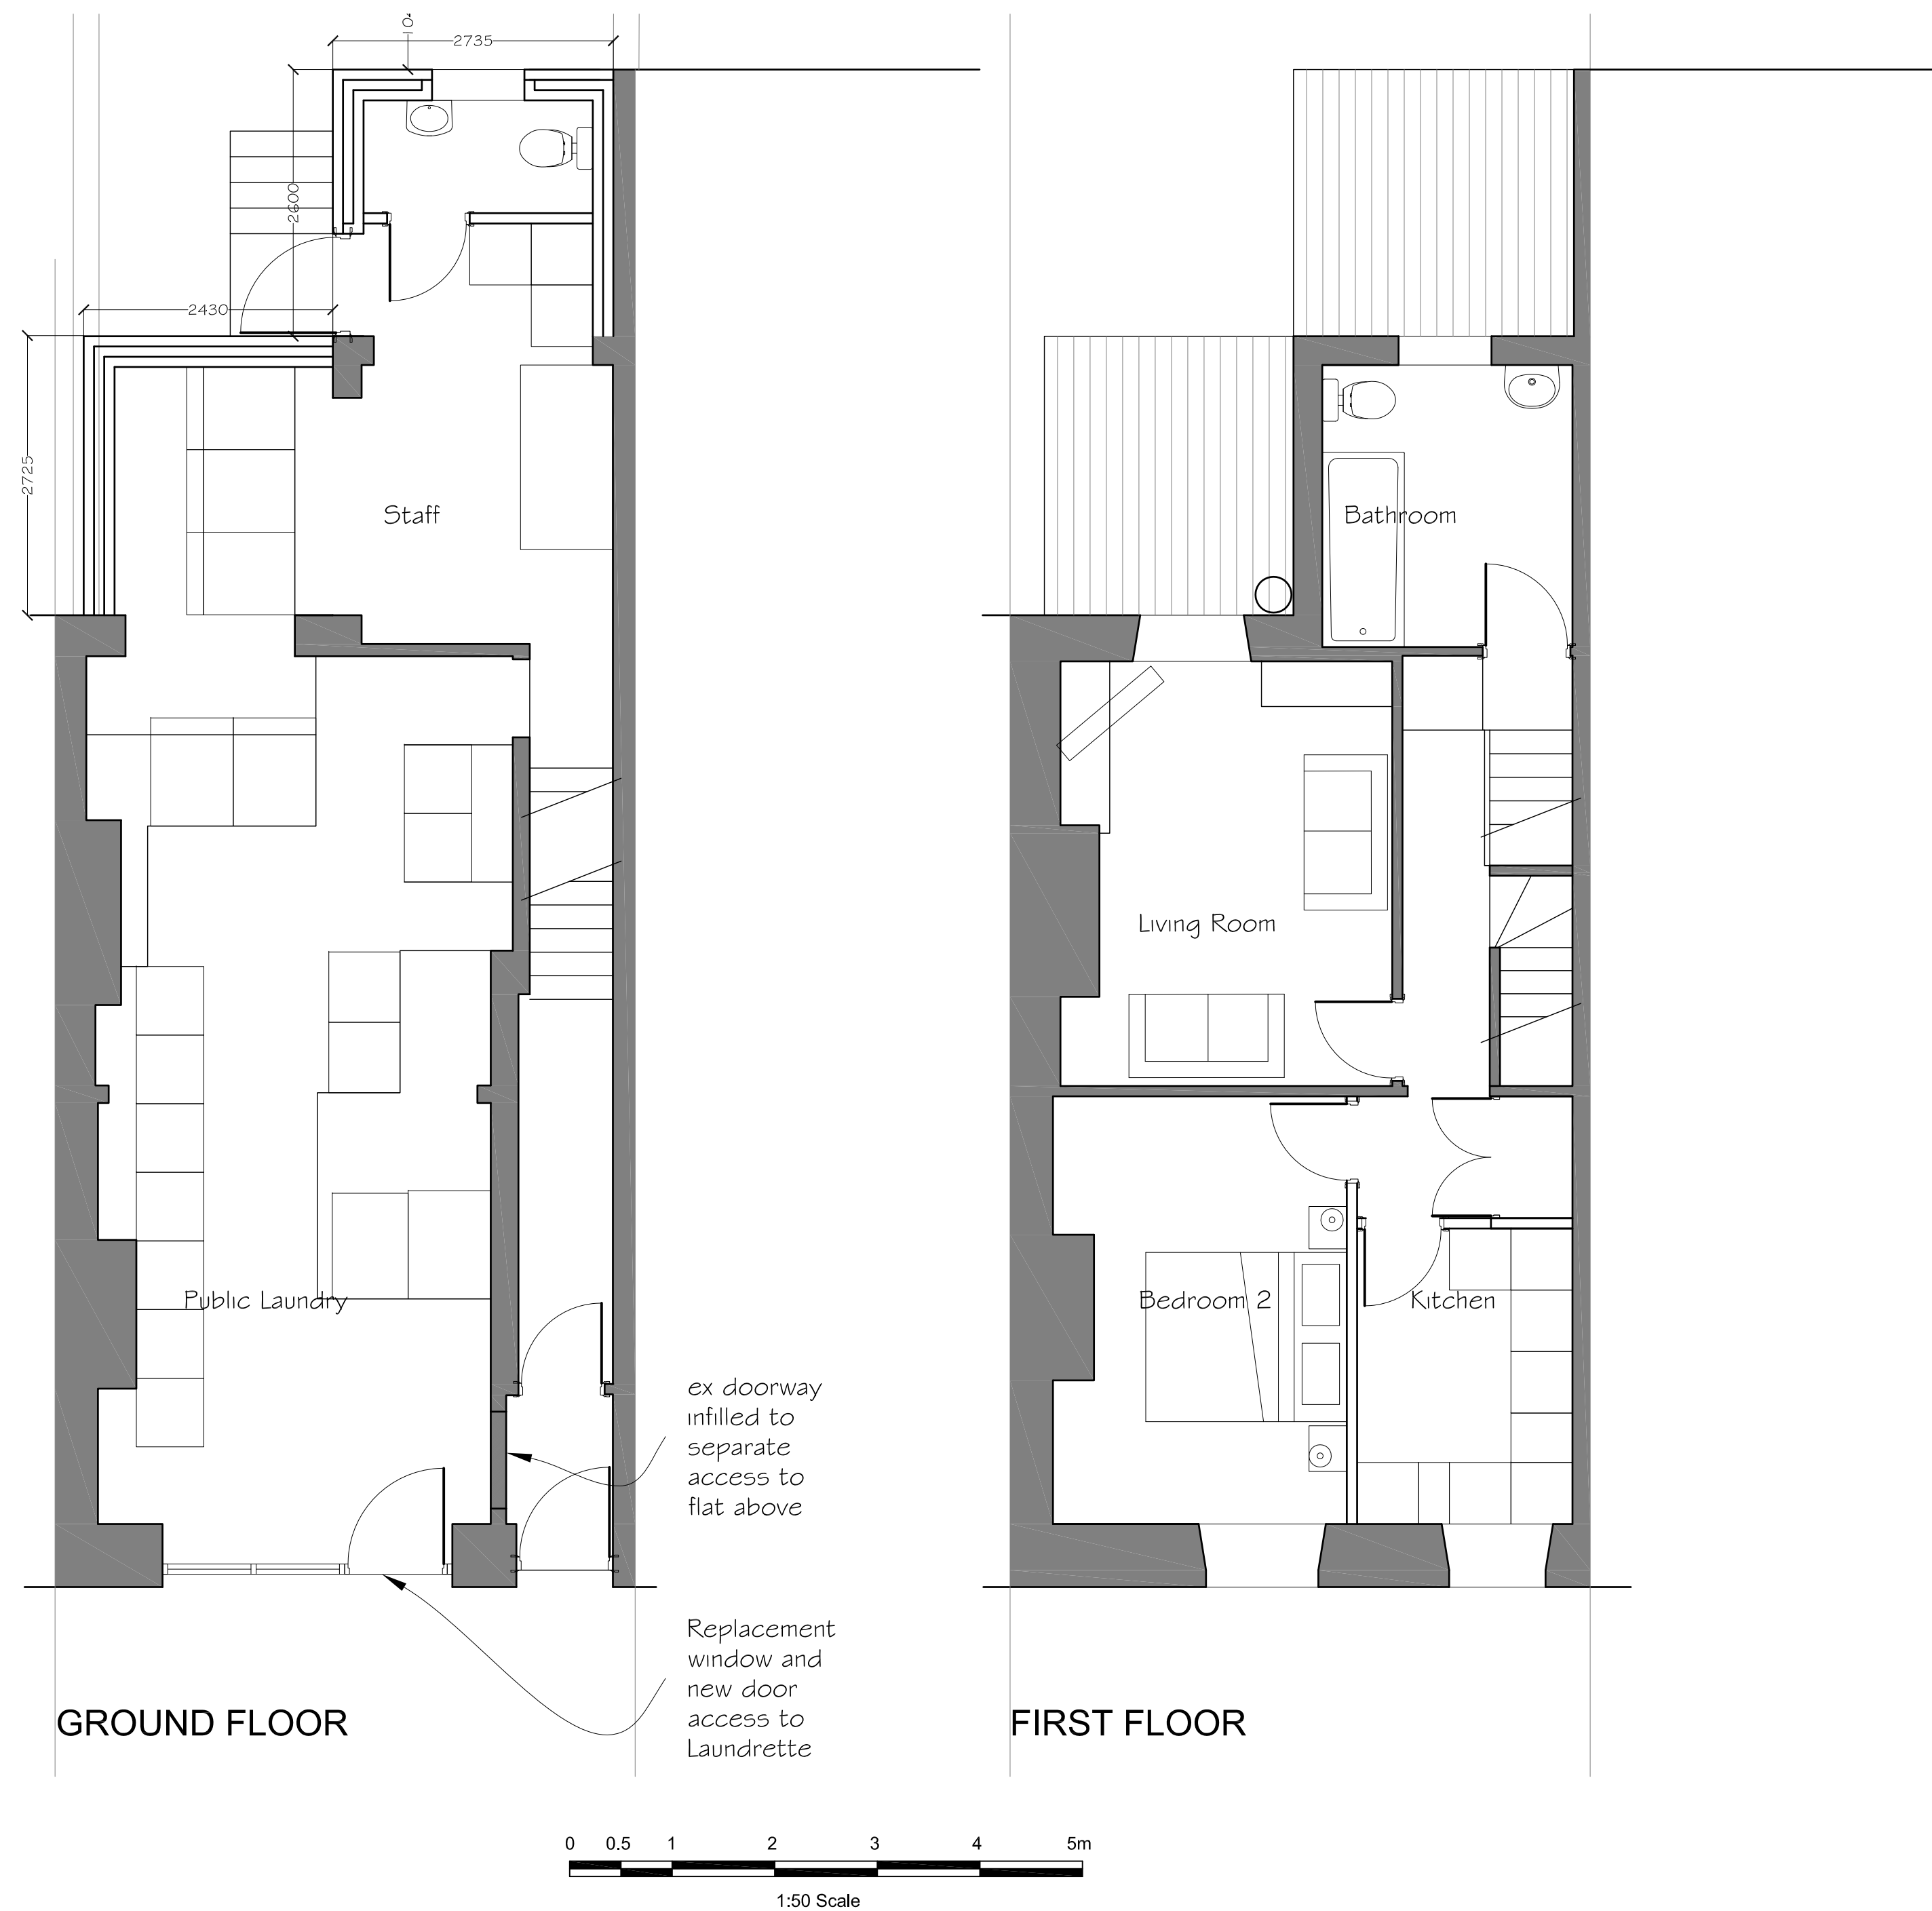 2735
2600
2430
2725
Staff
Public Laundry
ex doorway
infilled to
separate
access to
flat above
Replacement
window and
new door
access to
Laundrette
GROUND FLOOR
Bathroom
Living Room
Bedroom 2
Kitchen
FIRST FLOOR
0 0.5 1 2 3 4 5m
1:50 Scale